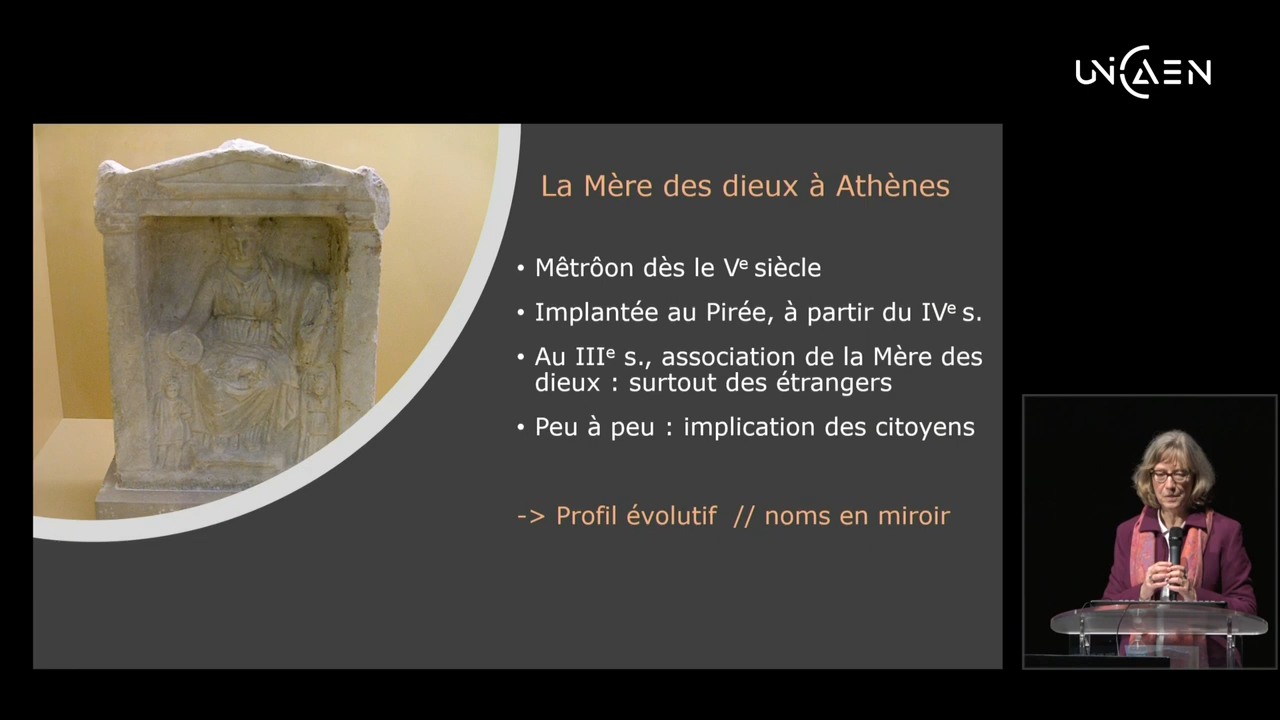 UNICAEN
La Mère des dieux à Athènes
• Mêtrôon dès le Vᵉ siècle
• Implantée au Pirée, à partir du IVᵉ s.
• Au IIIᵉ s., association de la Mère des
dieux : surtout des étrangers
• Peu à peu : implication des citoyens
-> Profil évolutif // noms en miroir